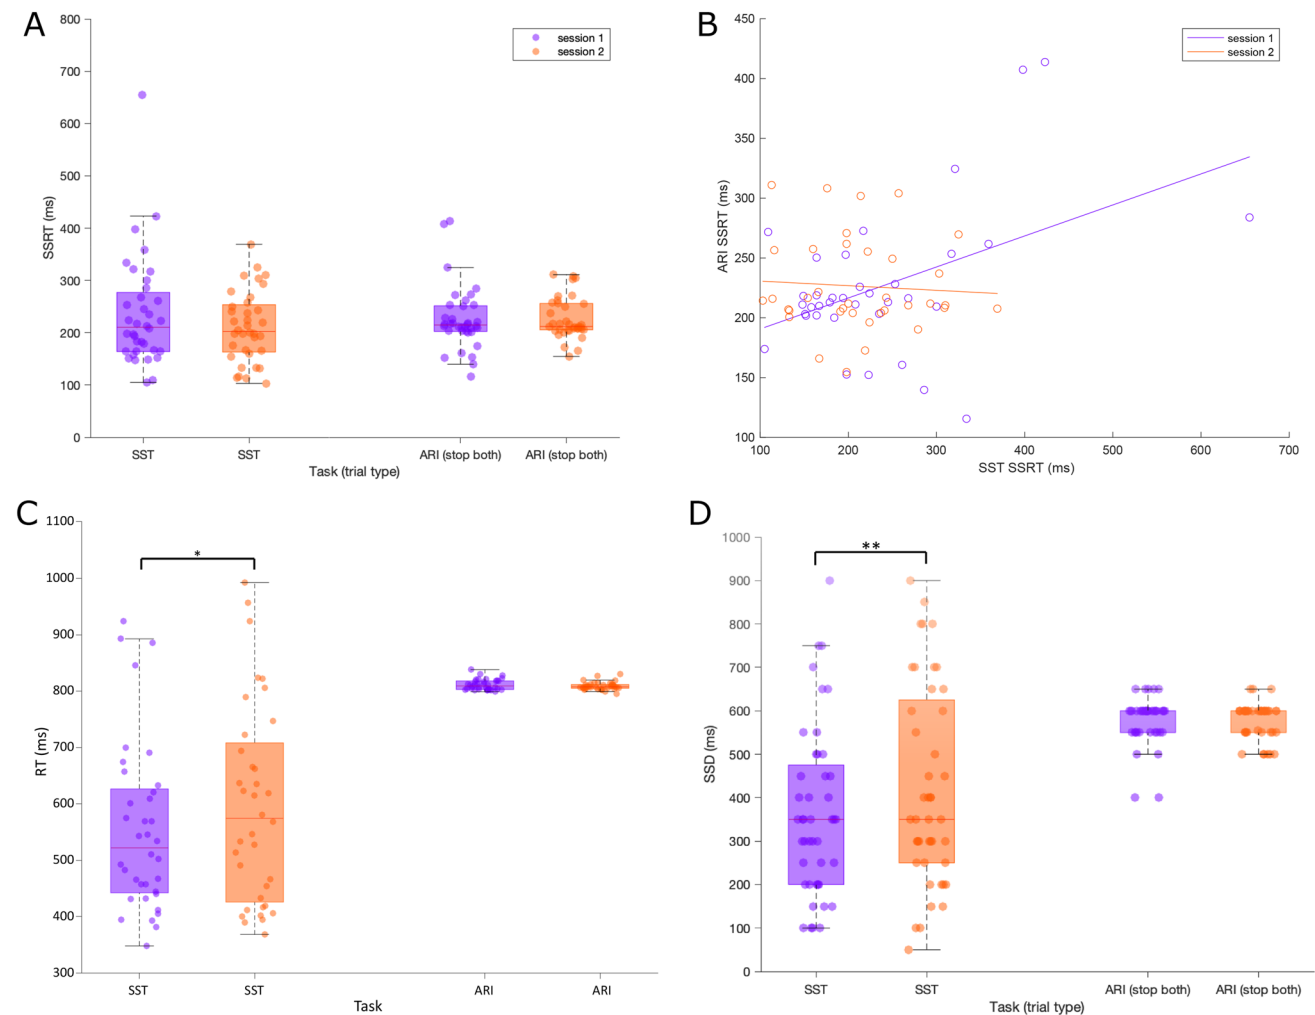 A
800
700
600
500
400
300
200
100
0
SSRT (ms)
session 1
session 2
SST
SST
ARI (stop both)
ARI (stop both)
Task (trial type)
B
450
400
350
300
250
200
150
100
ARI SSRT (ms)
session 1
session 2
100
200
300
400
500
600
700
SST SSRT (ms)
C
1100
1000
900
800
700
600
500
400
300
RT (ms)
*
SST
SST
ARI
ARI
Task
D
1000
900
800
700
600
500
400
300
200
100
0
SSD (ms)
**
SST
SST
ARI (stop both)
ARI (stop both)
Task (trial type)